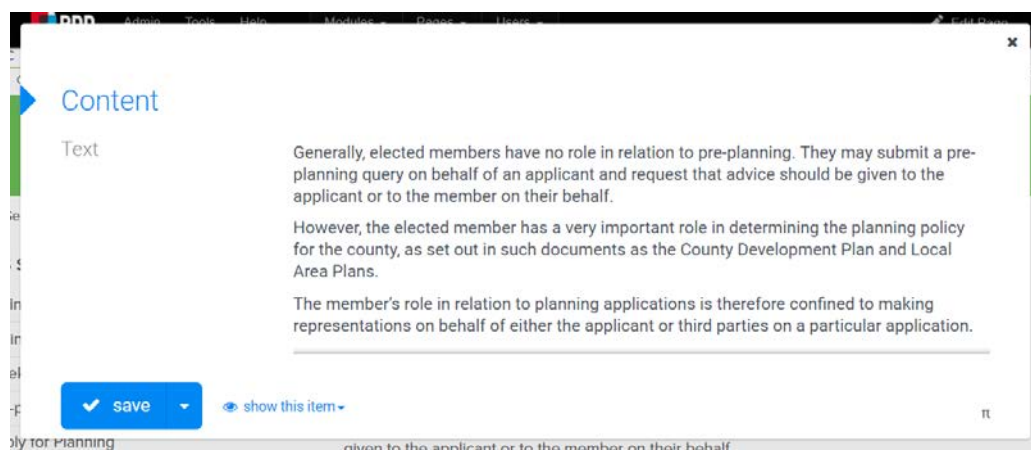 Admin Tools Help Modules Pages Users Edit Page
Content
Text
Generally, elected members have no role in relation to pre-planning. They may submit a pre-
planning query on behalf of an applicant and request that advice should be given to the
applicant or to the member on their behalf.
However, the elected member has a very important role in determining the planning policy
for the county, as set out in such documents as the County Development Plan and Local
Area Plans.
The member's role in relation to planning applications is therefore confined to making
representations on behalf of either the applicant or third parties on a particular application.
save
show this item
π
for Planning
given to the applicant or to the member on their behalf